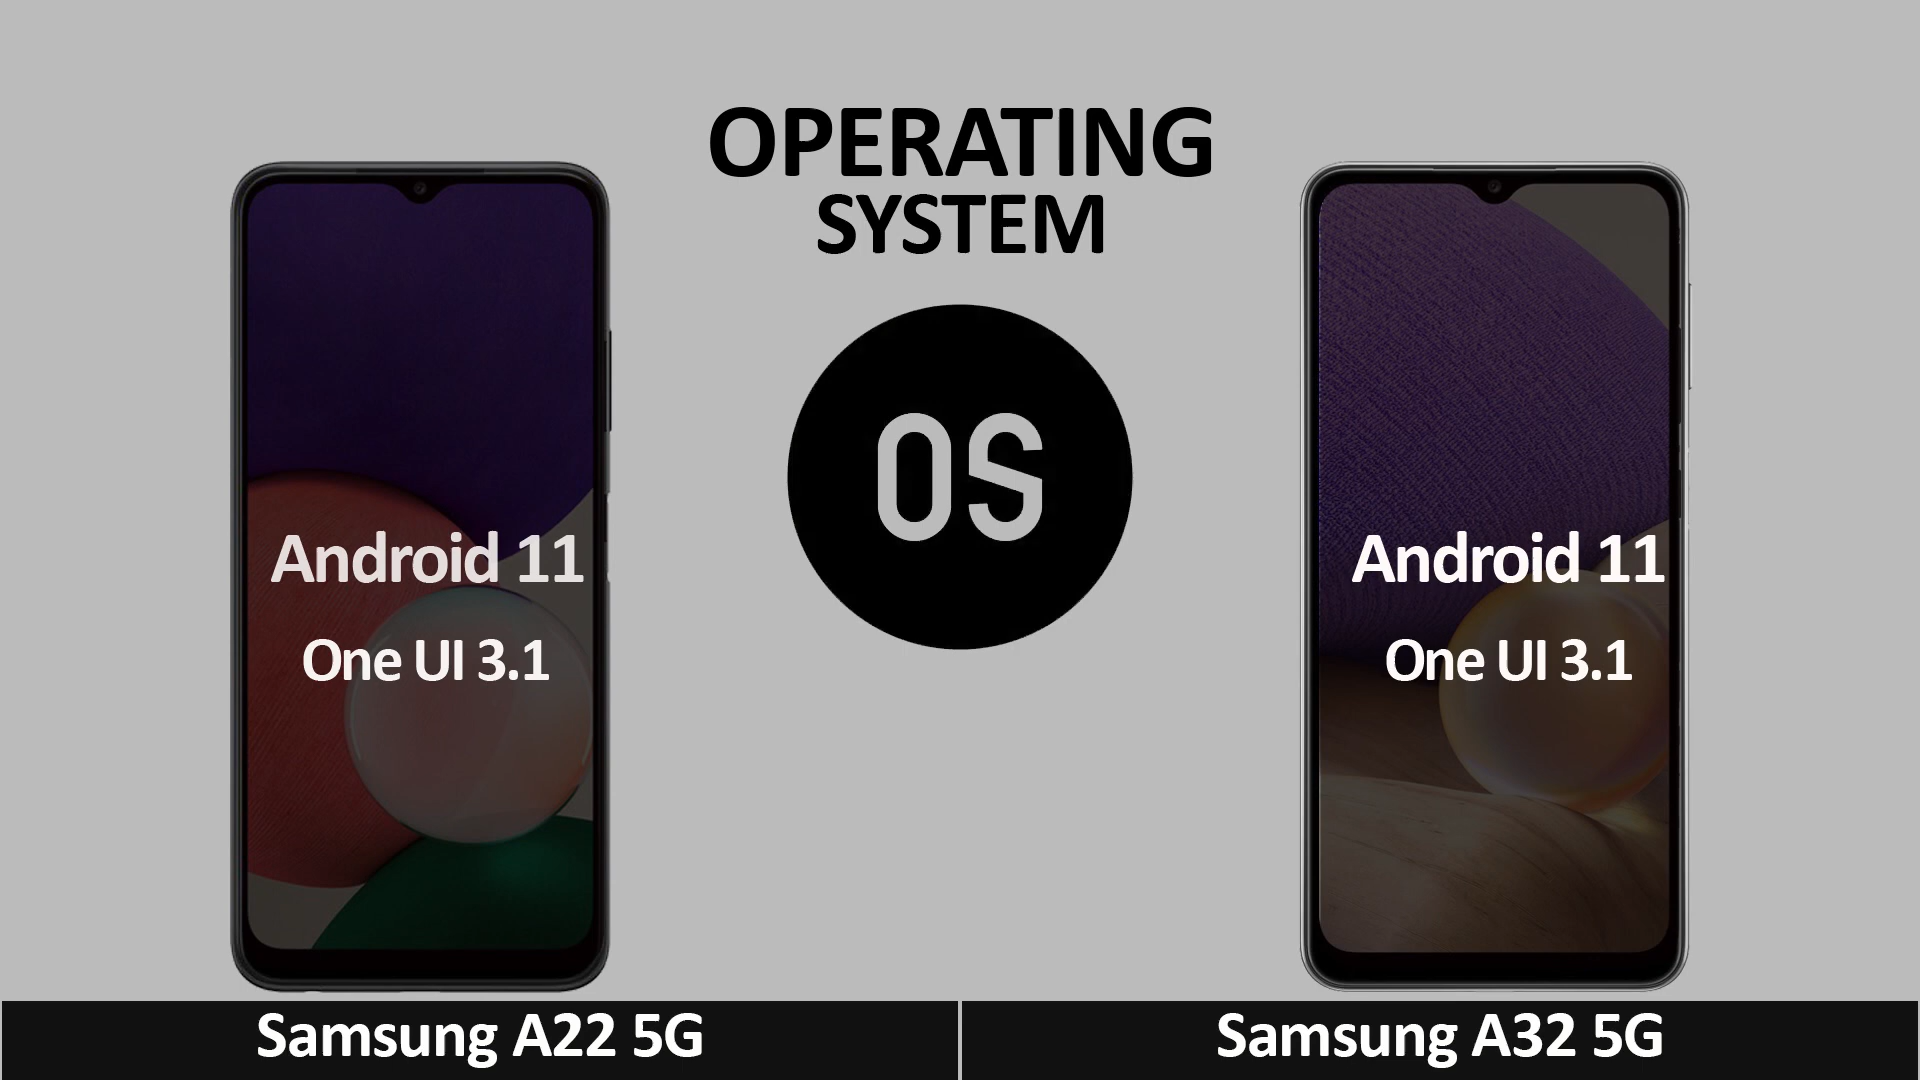 OPERATING
SYSTEM
OS
Android 11
One UI 3.1
Android 11
One UI 3.1
Samsung A22 5G
Samsung A32 5G